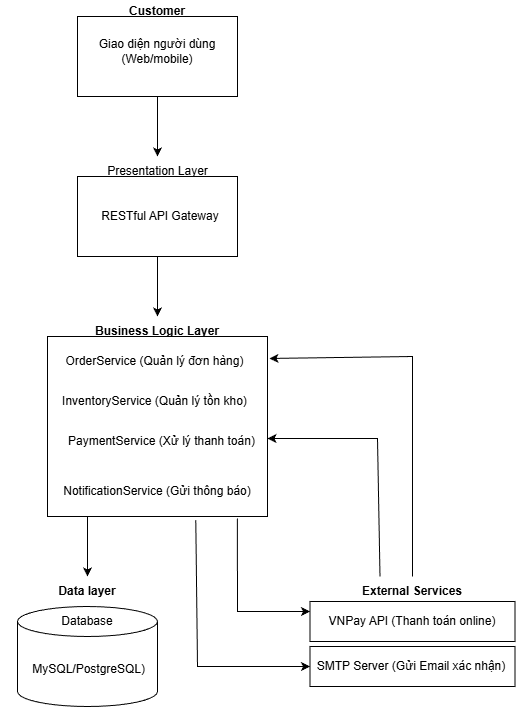 Customer
Giao diện người dùng
(Web/mobile)
Presentation Layer
RESTful API Gateway
Business Logic Layer
OrderService (Quản lý đơn hàng)
InventoryService (Quản lý tồn kho)
PaymentService (Xử lý thanh toán)
NotificationService (Gửi thông báo)
Data layer
Database
MySQL/PostgreSQL)
External Services
VNPay API (Thanh toán online)
SMTP Server (Gửi Email xác nhận)